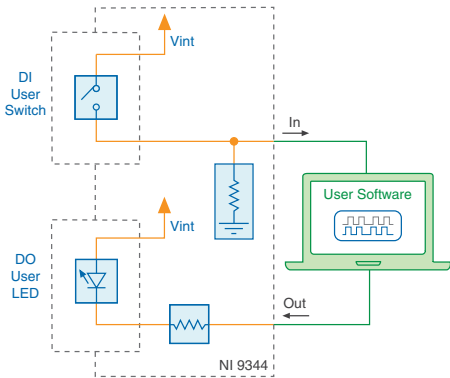 Vint
DI
User
Switch
In
User Software
Vint
DO
User
LED
Out
NI 9344